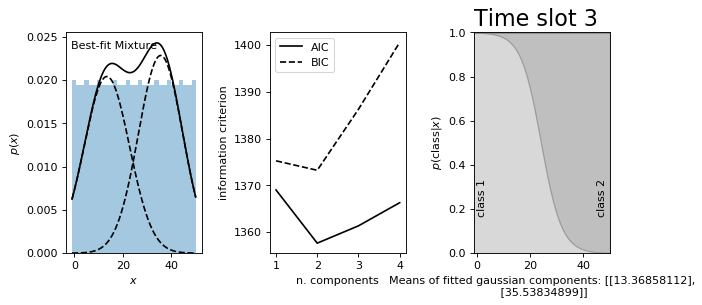 Time slot 3
Best-fit Mixture
0.025
0.020
0.015
0.010
0.005
0.000
p(x)
0 20 40
x
AIC
BIC
1400
1390
1380
1370
1360
information criterion
1 2 3 4
n. components
1.0
0.8
0.6
0.4
0.2
0.0
p(class|x)
class 1
class 2
0 20 40
Means of fitted gaussian components: [[13.36858112],
[35.53834899]]